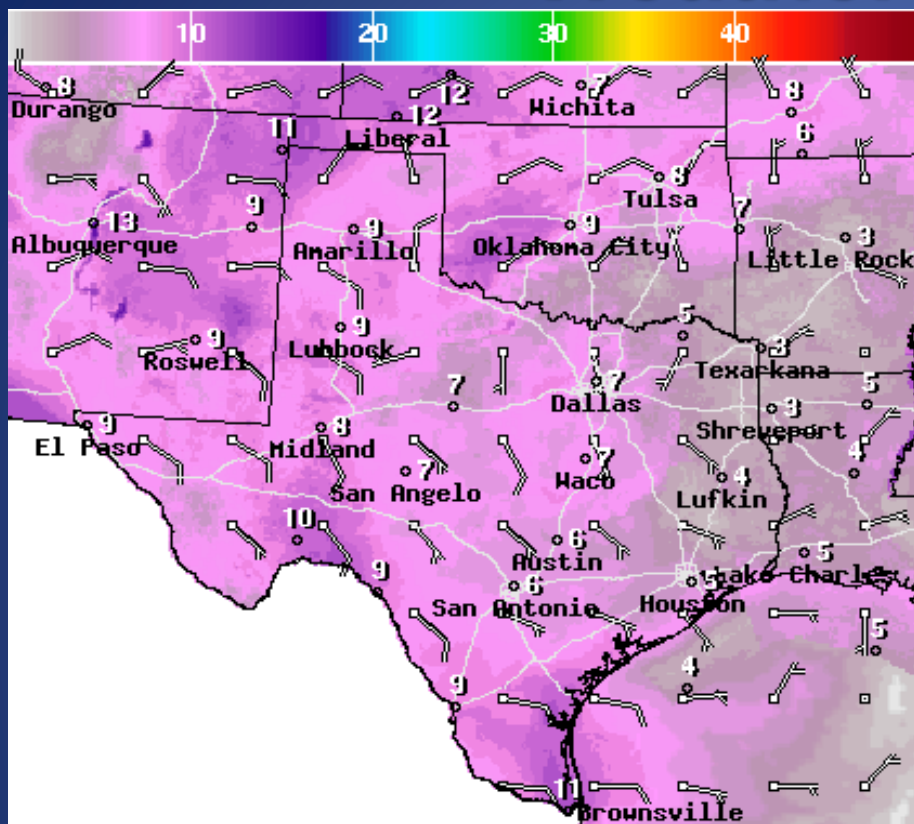 10 20 30 40
8 12 7 8
Durango 12 Wichita
11 Liberal 6
8
Tulsa
13 9 9 9 7 3
Albuquerque Amarillo Oklahoma City Little Rock
9 9 5
Roswell Lubbock 3
Texarkana
7 7 5
Dallas 3
9 8 Shreveport
El Paso Midland 7 7 4
San Angelo Waco Lufkin
10 6 5
Austin Lake Charles
9 6 5
San Antonio Houston
5
9 4
11
Brownsville